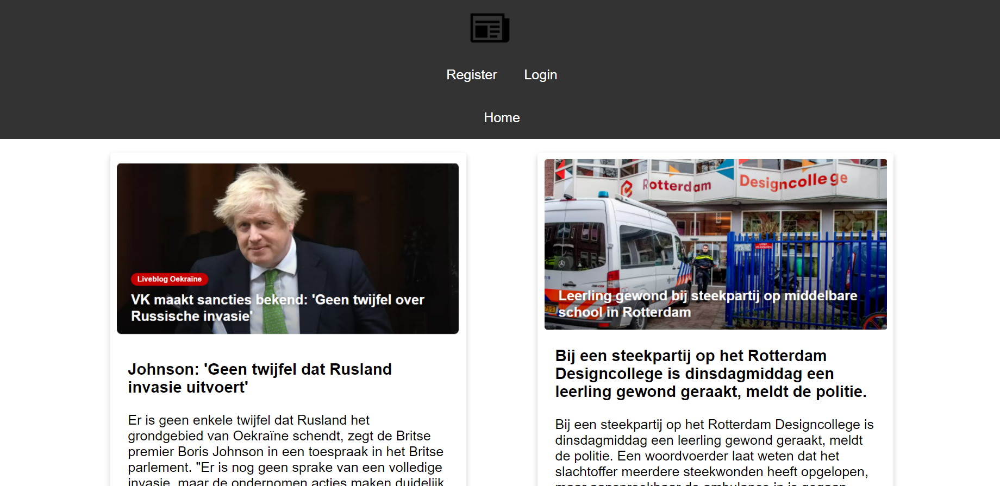 Register Login
Home
Liveblog Oekraïne
VK maakt sancties bekend: 'Geen twijfel over
Russische invasie'
Johnson: 'Geen twijfel dat Rusland
invasie uitvoert'
Er is geen enkele twijfel dat Rusland het
grondgebied van Oekraïne schendt, zegt de Britse
premier Boris Johnson in een toespraak in het Britse
parlement. "Er is nog geen sprake van een volledige
invasie, maar de ondernomen acties maken duidelijk
Rotterdam Designcollege
Leerling gewond bij steekpartij op middelbare
school in Rotterdam
Bij een steekpartij op het Rotterdam
Designcollege is dinsdagmiddag een
leerling gewond geraakt, meldt de politie.
Bij een steekpartij op het Rotterdam Designcollege is
dinsdagmiddag een leerling gewond geraakt, meldt
de politie. Een woordvoerder laat weten dat het
slachtoffer meerdere steekwonden heeft opgelopen,